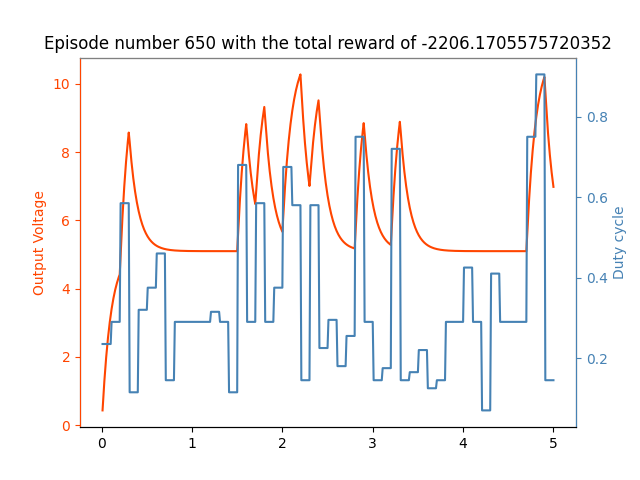 Episode number 650 with the total reward of -2206.1705575720352
Output Voltage
10
8
6
4
2
0
0.8
0.6
0.4
0.2
Duty cycle
0 1 2 3 4 5